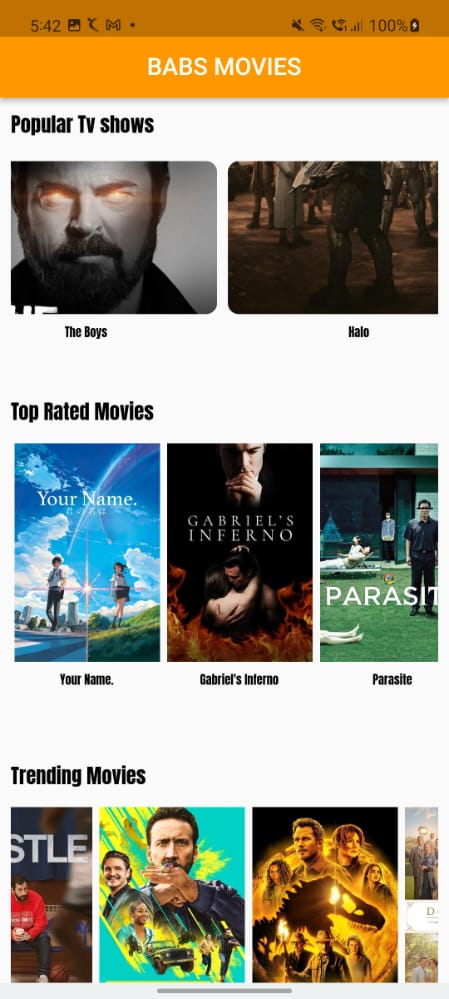 5:42
100%
BABS MOVIES
Popular Tv shows
The Boys
Halo
Top Rated Movies
Your Name.
君の名は
GABRIEL'S
INFERNO
PARASIT
Your Name.
Gabriel's Inferno
Parasite
Trending Movies
STLE